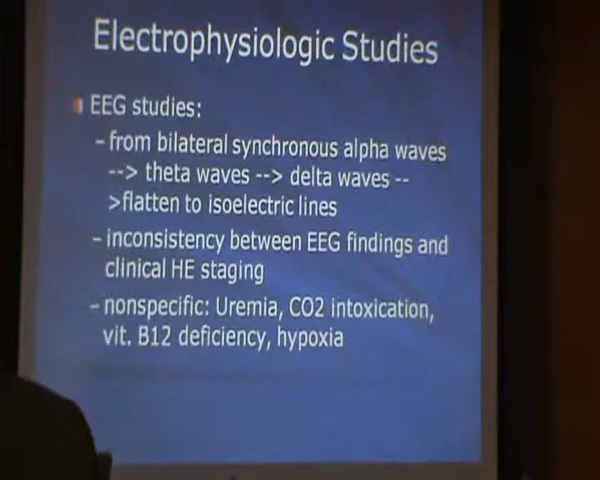 Electrophysiologic Studies
EEG studies:
– from bilateral synchronous alpha waves
--> theta waves --> delta waves --
>flatten to isoelectric lines
– inconsistency between EEG findings and
clinical HE staging
– nonspecific: Uremia, CO2 intoxication,
vit. B12 deficiency, hypoxia